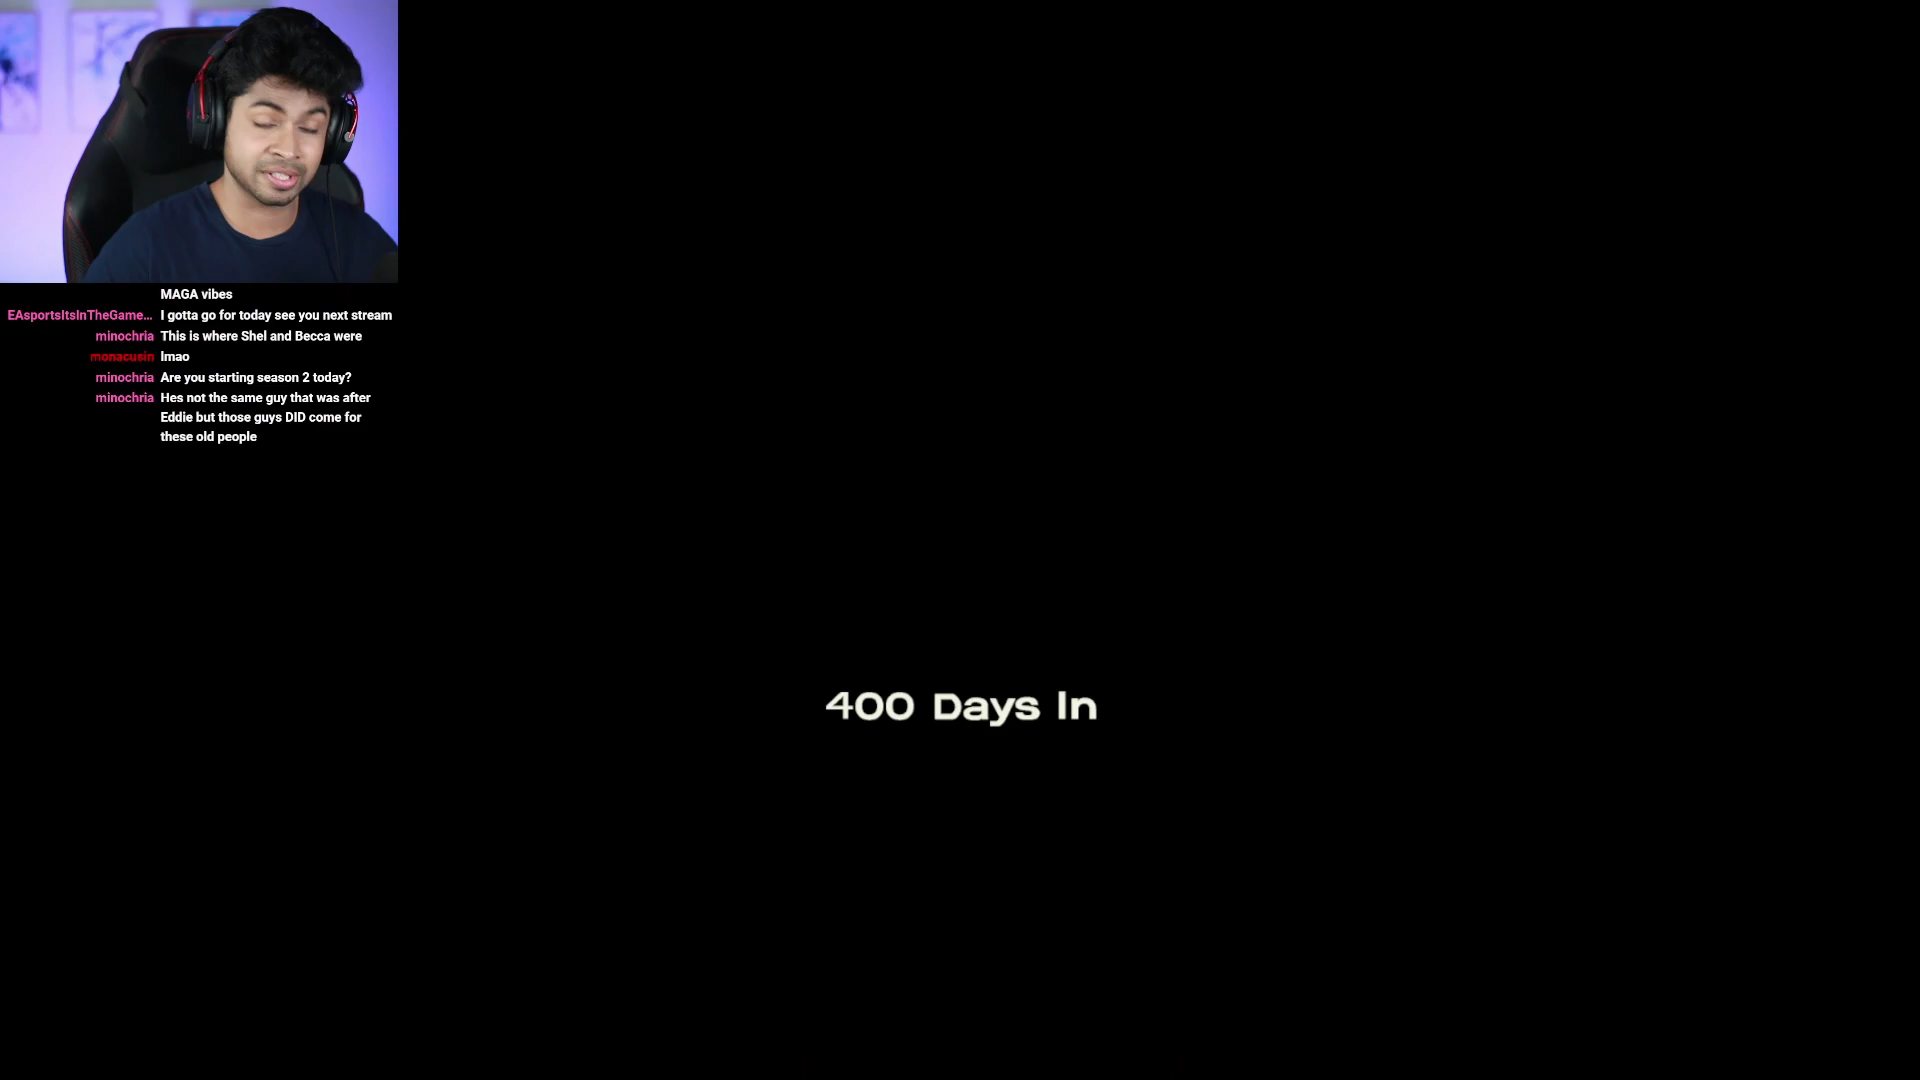 MAGA vibes
EAsportsItsInTheGame... I gotta go for today see you next stream
minochria This is where Shel and Becca were
monacusin lmao
minochria Are you starting season 2 today?
minochria Hes not the same guy that was after
Eddie but those guys DID come for
these old people
400 Days In